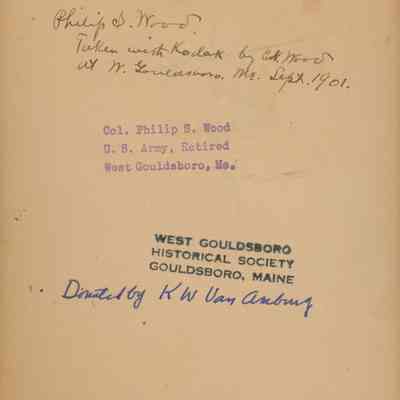 Philip S. Wood.
Taken with Kodak by C.K. Wood
at W. Gouldsboro, Me. Sept. 1901.
Col. Philip S. Wood
U. S. Army, Retired
West Gouldsboro, Me.
WEST GOULDSBORO
HISTORICAL SOCIETY
GOULDSBORO, MAINE
Donated by K W Van Amburg